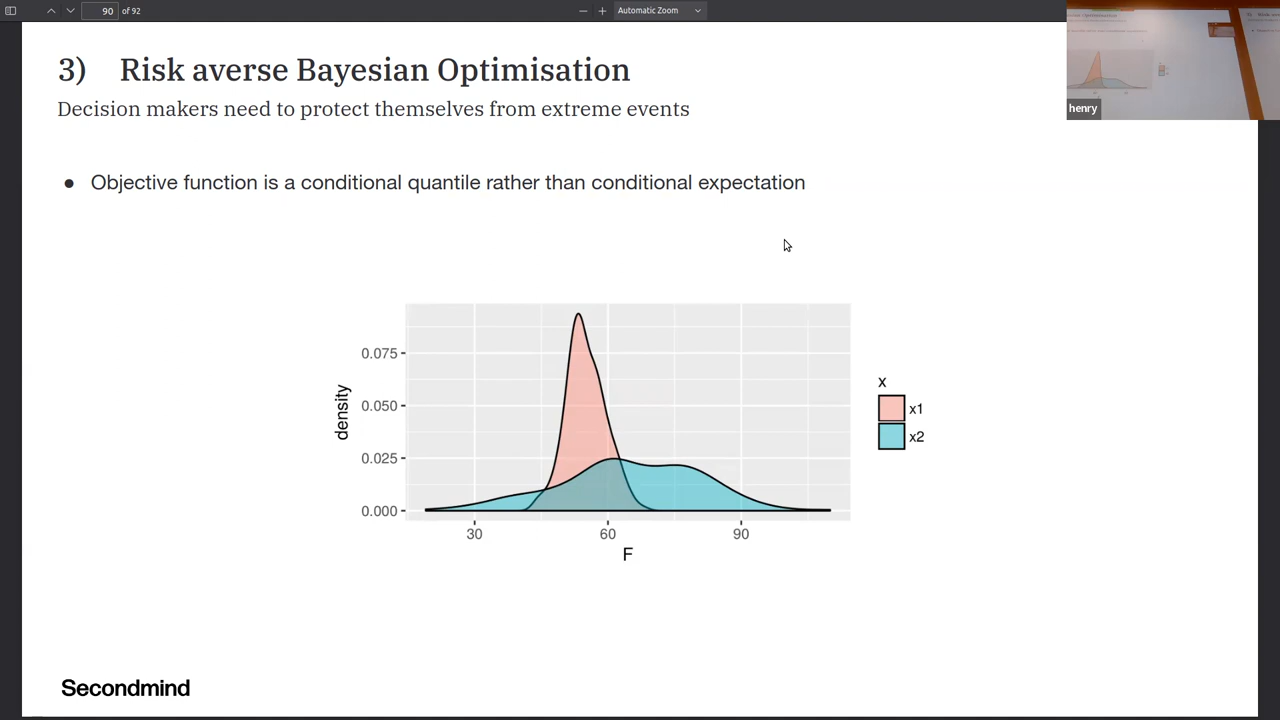 90 of 92
Automatic Zoom
henry
3) Risk averse Bayesian Optimisation
Decision makers need to protect themselves from extreme events
● Objective function is a conditional quantile rather than conditional expectation
density
0.075
0.050
0.025
0.000
30 60 90
F
x
x1
x2
Secondmind